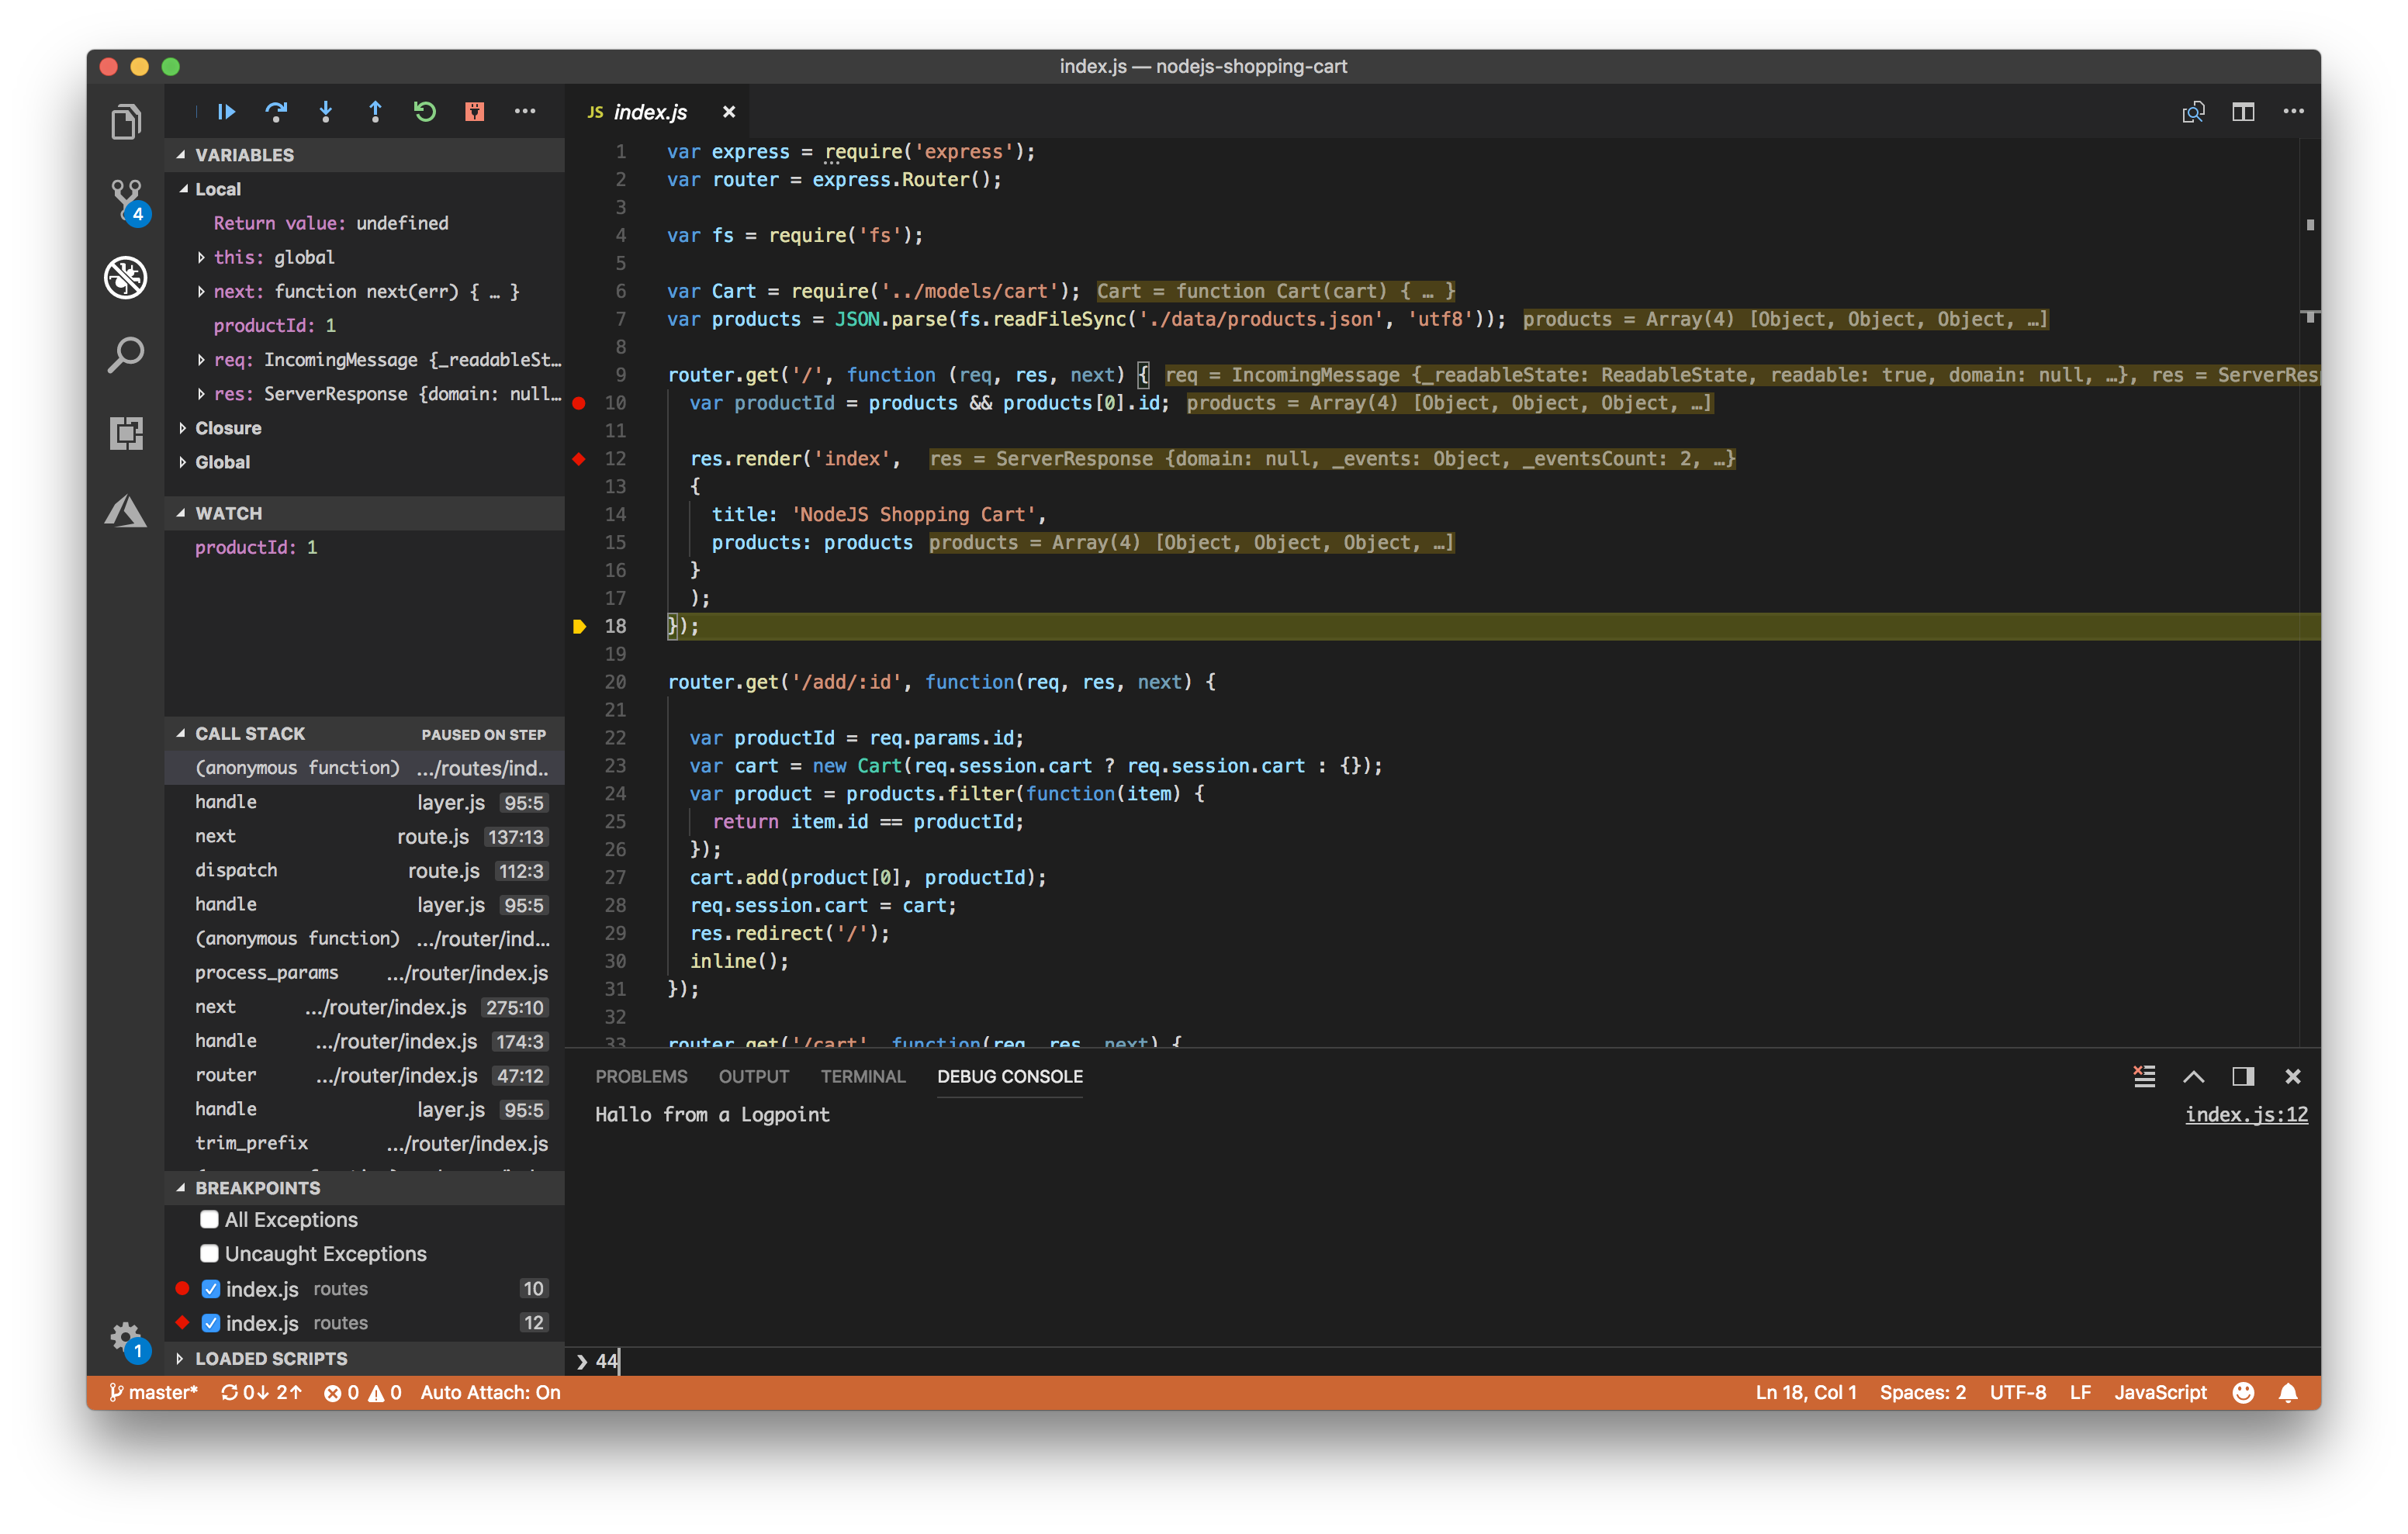 index.js — nodejs-shopping-cart
4
1
VARIABLES
Local
Return value: undefined
this: global
next: function next(err) { … }
productId: 1
req: IncomingMessage {_readableSt…
res: ServerResponse {domain: null…
Closure
Global
WATCH
productId: 1
CALL STACK PAUSED ON STEP
(anonymous function) .../routes/ind..
handle layer.js 95:5
next route.js 137:13
dispatch route.js 112:3
handle layer.js 95:5
(anonymous function) .../router/ind...
process_params .../router/index.js
next .../router/index.js 275:10
handle .../router/index.js 174:3
router .../router/index.js 47:12
handle layer.js 95:5
trim_prefix .../router/index.js
BREAKPOINTS
All Exceptions
Uncaught Exceptions
index.js routes 10
index.js routes 12
LOADED SCRIPTS
JS index.js
1 var express = require('express');
2 var router = express.Router();
3
4 var fs = require('fs');
5
6 var Cart = require('../models/cart'); Cart = function Cart(cart) { … }
7 var products = JSON.parse(fs.readFileSync('./data/products.json', 'utf8')); products = Array(4) [Object, Object, Object, …]
8
9 router.get('/', function (req, res, next) { req = IncomingMessage {_readableState: ReadableState, readable: true, domain: null, …}, res = ServerRes
10 var productId = products && products[0].id; products = Array(4) [Object, Object, Object, …]
11
12 res.render('index', res = ServerResponse {domain: null, _events: Object, _eventsCount: 2, …}
13 {
14 title: 'NodeJS Shopping Cart',
15 products: products products = Array(4) [Object, Object, Object, …]
16 }
17 );
18 });
19
20 router.get('/add/:id', function(req, res, next) {
21
22 var productId = req.params.id;
23 var cart = new Cart(req.session.cart ? req.session.cart : {});
24 var product = products.filter(function(item) {
25 return item.id == productId;
26 });
27 cart.add(product[0], productId);
28 req.session.cart = cart;
29 res.redirect('/');
30 inline();
31 });
32
33 router.get('/cart', function(req, res, next) {
PROBLEMS OUTPUT TERMINAL DEBUG CONSOLE
Hallo from a Logpoint index.js:12
44
master* 0↓ 2↑ 0 0 Auto Attach: On Ln 18, Col 1 Spaces: 2 UTF-8 LF JavaScript